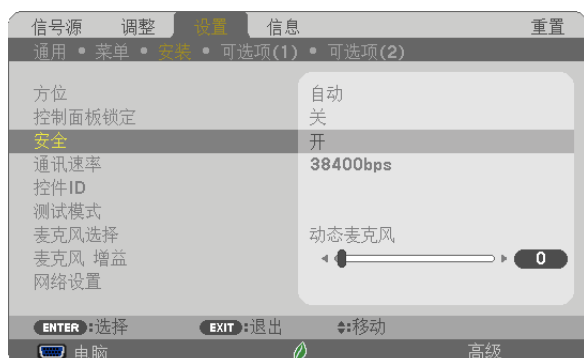 信号源 调整 设置 信息 重置
通用 • 菜单 • 安装 • 可选项(1) • 可选项(2)
方位 自动
控制面板锁定 关
安全 开
通讯速率 38400bps
控件ID
测试模式
麦克风选择 动态麦克风
麦克风 增益 0
网络设置
ENTER:选择 EXIT:退出 :移动
电脑 高级